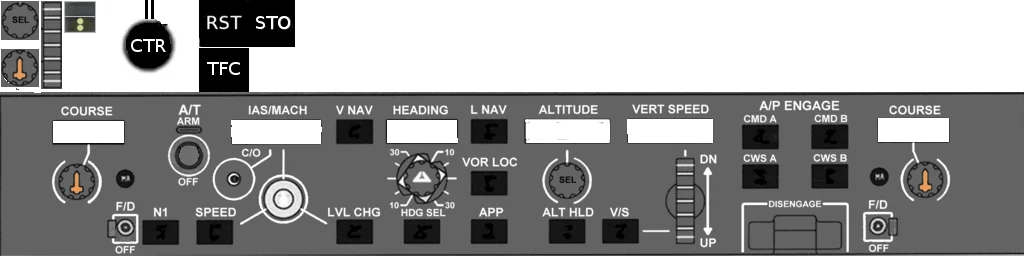 SEL
CTR
RST STO
TFC
COURSE
A/T
ARM
OFF
IAS/MACH
C/O
V NAV
HEADING
30 10
10 30
HDG SEL
L NAV
VOR LOC
ALTITUDE
SEL
VERT SPEED
DN
UP
A/P ENGAGE
CMD A CMD B
CWS A CWS B
DISENGAGE
COURSE
MA
MA
F/D
OFF
N1
SPEED
LVL CHG
APP
ALT HLD
V/S
F/D
OFF